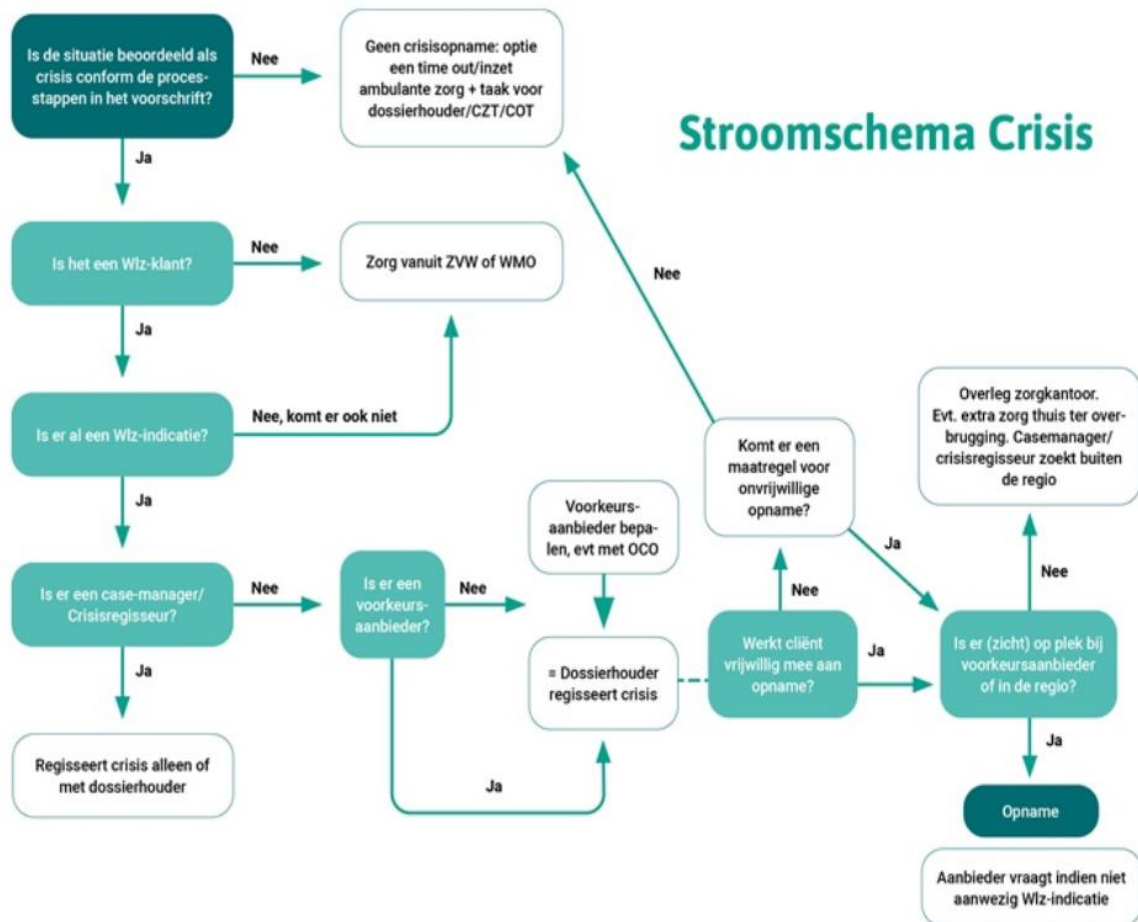 Stroomschema Crisis
Is de situatie beoordeeld als
crisis conform de proces-
stappen in het voorschrift?
Nee
Geen crisisopname: optie
een time out/inzet
ambulante zorg + taak voor
dossierhouder/CZT/COT
Ja
Is het een Wlz-klant?
Nee
Zorg vanuit ZVW of WMO
Ja
Is er al een Wlz-indicatie?
Nee, komt er ook niet
Ja
Is er een case-manager/
Crisisregisseur?
Nee
Ja
Regisseert crisis alleen of
met dossierhouder
Is er een
voorkeurs-
aanbieder?
Nee
Ja
Voorkeurs-
aanbieder bepa-
len, evt met OCO
= Dossierhouder
regisseert crisis
Werkt cliënt
vrijwillig mee aan
opname?
Nee
Ja
Komt er een
maatregel voor
onvrijwillige
opname?
Nee
Ja
Is er (zicht) op plek bij
voorkeursaanbieder
of in de regio?
Nee
Overleg zorgkantoor.
Evt. extra zorg thuis ter over-
brugging. Casemanager/
crisisregisseur zoekt buiten
de regio
Ja
Opname
Aanbieder vraagt indien niet
aanwezig Wlz-indicatie